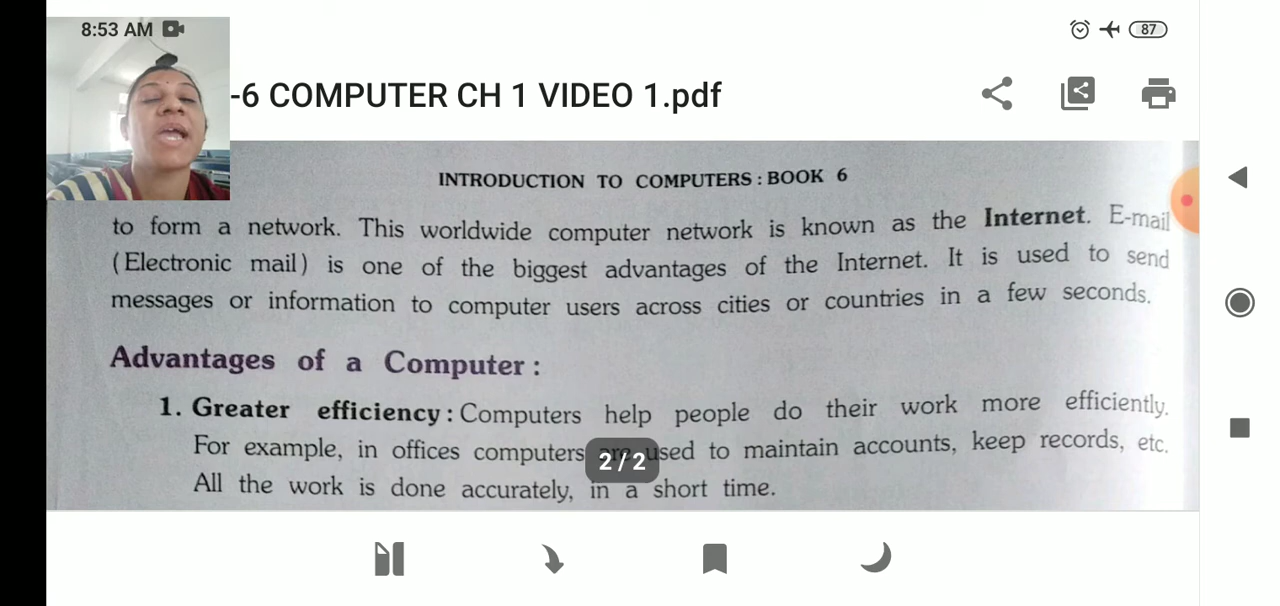 8:53 AM
87
-6 COMPUTER CH 1 VIDEO 1.pdf
INTRODUCTION TO COMPUTERS : BOOK 6
to form a network. This worldwide computer network is known as the Internet. E-mail
(Electronic mail) is one of the biggest advantages of the Internet. It is used to send
messages or information to computer users across cities or countries in a few seconds.
Advantages of a Computer :
1. Greater efficiency : Computers help people do their work more efficiently.
For example, in offices computers are used to maintain accounts, keep records, etc.
2 / 2
All the work is done accurately, in a short time.